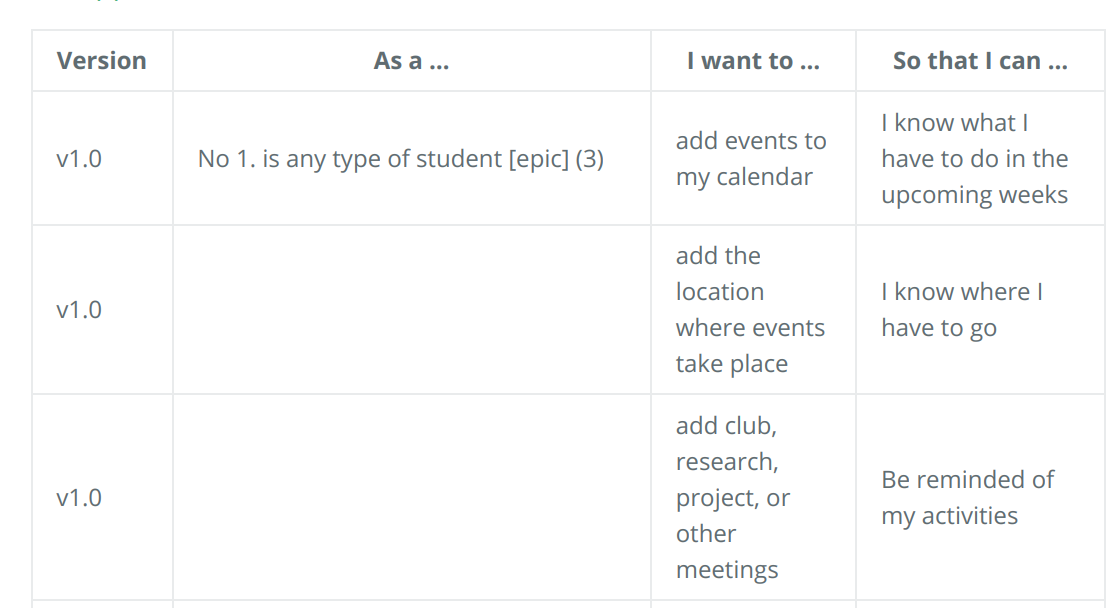 Version As a ... I want to ... So that I can ...
v1.0 No 1. is any type of student [epic] (3) add events to my calendar I know what I have to do in the upcoming weeks
v1.0 add the location where events take place I know where I have to go
v1.0 add club, research, project, or other meetings Be reminded of my activities